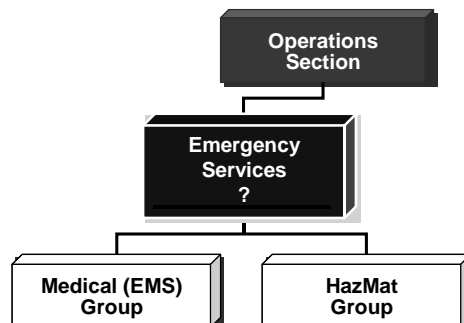 Operations
Section
Emergency
Services
?
Medical (EMS)
Group
HazMat
Group